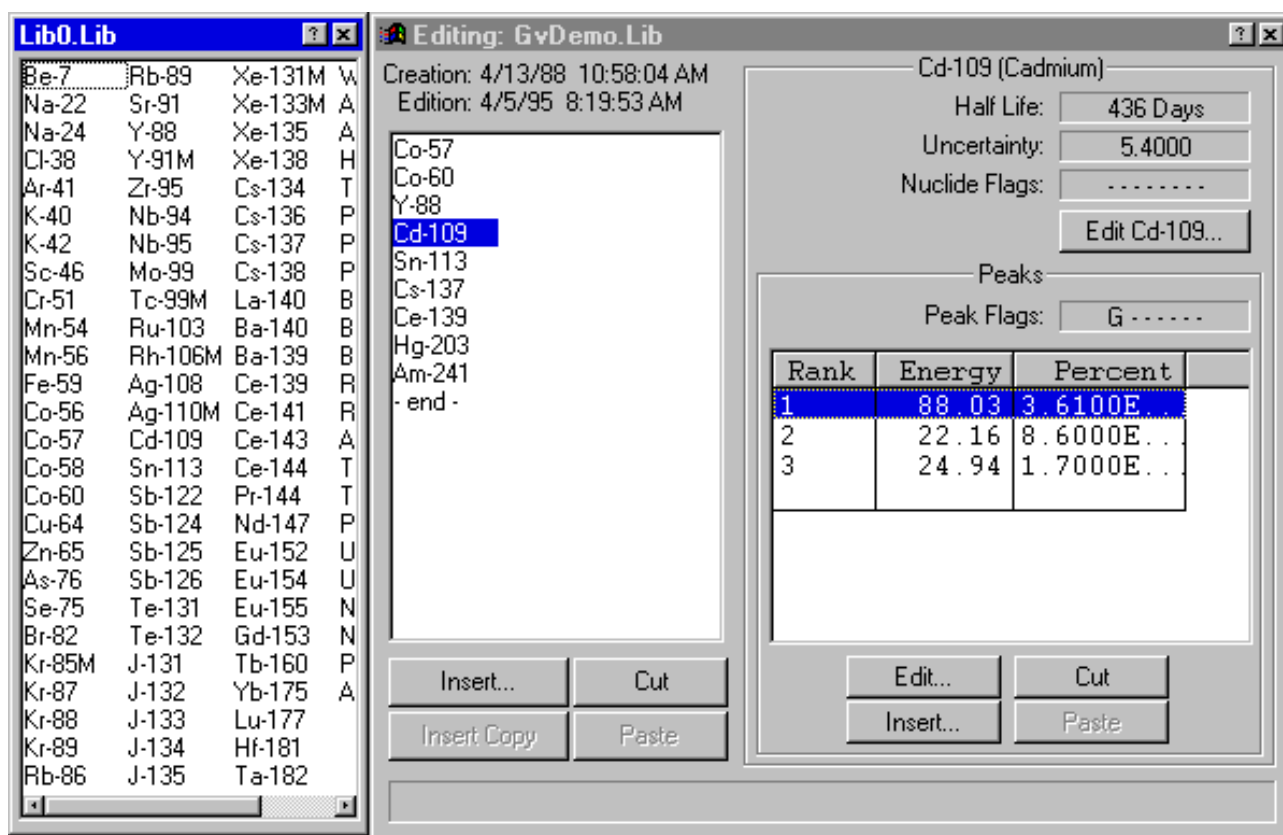 Lib0.Lib
Be-7 Rb-89 Xe-131M W
Na-22 Sr-91 Xe-133M A
Na-24 Y-88 Xe-135 A
Cl-38 Y-91M Xe-138 H
Ar-41 Zr-95 Cs-134 T
K-40 Nb-94 Cs-136 P
K-42 Nb-95 Cs-137 P
Sc-46 Mo-99 Cs-138 P
Cr-51 Tc-99M La-140 B
Mn-54 Ru-103 Ba-140 B
Mn-56 Rh-106M Ba-139 B
Fe-59 Ag-108 Ce-139 R
Co-56 Ag-110M Ce-141 R
Co-57 Cd-109 Ce-143 A
Co-58 Sn-113 Ce-144 T
Co-60 Sb-122 Pr-144 T
Cu-64 Sb-124 Nd-147 P
Zn-65 Sb-125 Eu-152 U
As-76 Sb-126 Eu-154 U
Se-75 Te-131 Eu-155 N
Br-82 Te-132 Gd-153 N
Kr-85M J-131 Tb-160 P
Kr-87 J-132 Yb-175 A
Kr-88 J-133 Lu-177
Kr-89 J-134 Hf-181
Rb-86 J-135 Ta-182
Editing: GvDemo.Lib
Creation: 4/13/88 10:58:04 AM
Edition: 4/5/95 8:19:53 AM
Co-57
Co-60
Y-88
Cd-109
Sn-113
Cs-137
Ce-139
Hg-203
Am-241
- end -
Insert... Cut
Insert Copy Paste
Cd-109 (Cadmium)
Half Life: 436 Days
Uncertainty: 5.4000
Nuclide Flags: - - - - - - - -
Edit Cd-109...
Peaks
Peak Flags: G - - - - - -
Rank Energy Percent
1 88.03 3.6100E...
2 22.16 8.6000E...
3 24.94 1.7000E...
Edit... Cut
Insert... Paste